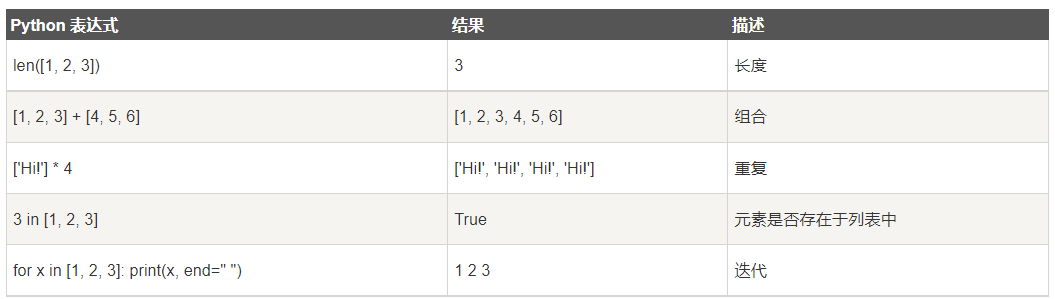 Python 表达式 结果 描述
len([1, 2, 3]) 3 长度
[1, 2, 3] + [4, 5, 6] [1, 2, 3, 4, 5, 6] 组合
['Hi!'] * 4 ['Hi!', 'Hi!', 'Hi!', 'Hi!'] 重复
3 in [1, 2, 3] True 元素是否存在于列表中
for x in [1, 2, 3]: print(x, end=" ") 1 2 3 迭代